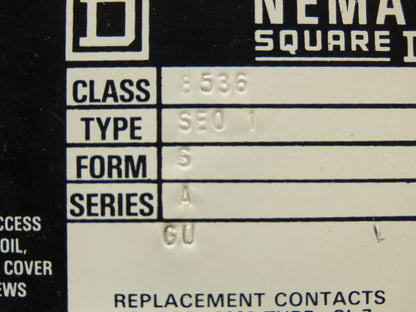 D NEMA
SQUARE D
CLASS 8536
TYPE SEO 1
FORM S
SERIES A
GU L
CCESS
OIL,
COVER
EWS
REPLACEMENT CONTACTS